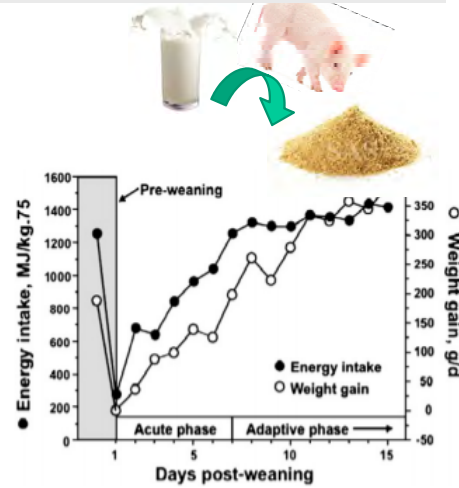 1600
1400
1200
1000
800
600
400
200
0
Energy intake, MJ/kg.75
Pre-weaning
350
300
250
200
150
100
50
0
-50
Weight gain, g/d
Energy intake
Weight gain
Acute phase
Adaptive phase
1
5
10
15
Days post-weaning